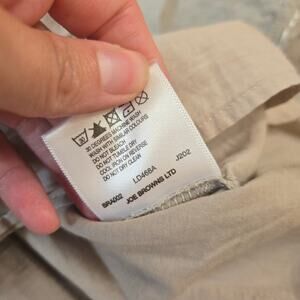 30 DEGREES MACHINE WASH
WASH WITH SIMILAR COLOURS
DO NOT BLEACH
DO NOT TUMBLE DRY
COOL IRON ON REVERSE
DO NOT DRY CLEAN
LD468A J202
BRA002 JOE BROWNS LTD